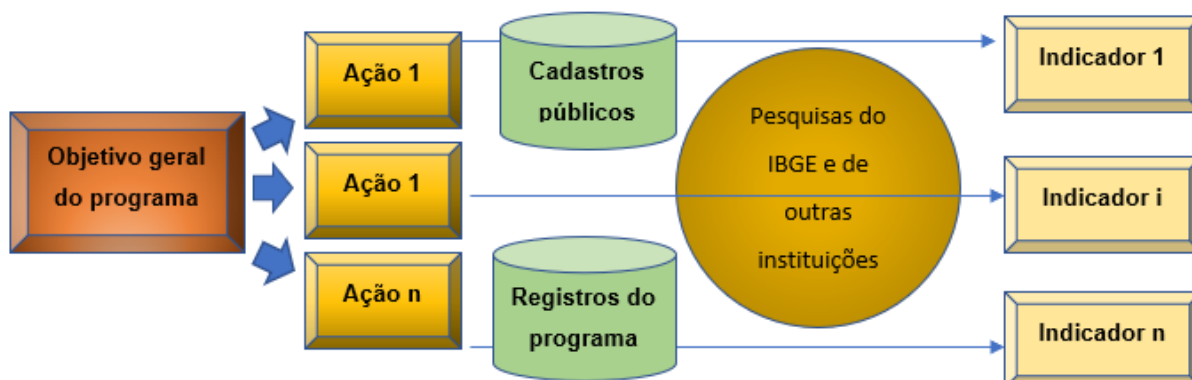 Objetivo geral
do programa
Ação 1
Ação 1
Ação n
Cadastros
públicos
Registros do
programa
Pesquisas do
IBGE e de
outras
instituições
Indicador 1
Indicador i
Indicador n